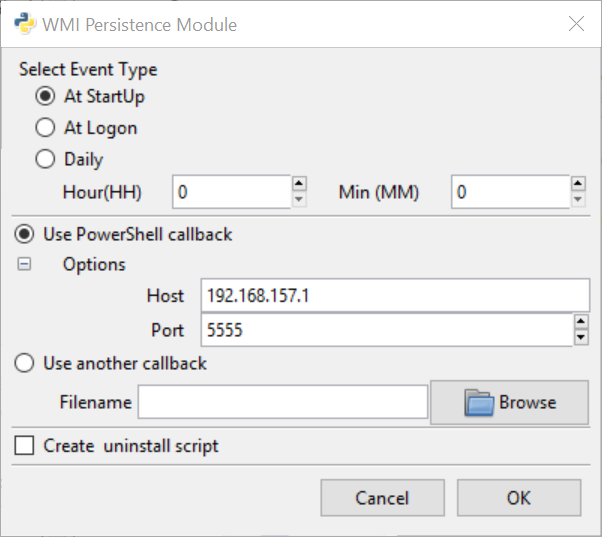 WMI Persistence Module
Select Event Type
At StartUp
At Logon
Daily
Hour(HH) 0 Min (MM) 0
Use PowerShell callback
Options
Host 192.168.157.1
Port 5555
Use another callback
Filename Browse
Create uninstall script
Cancel OK